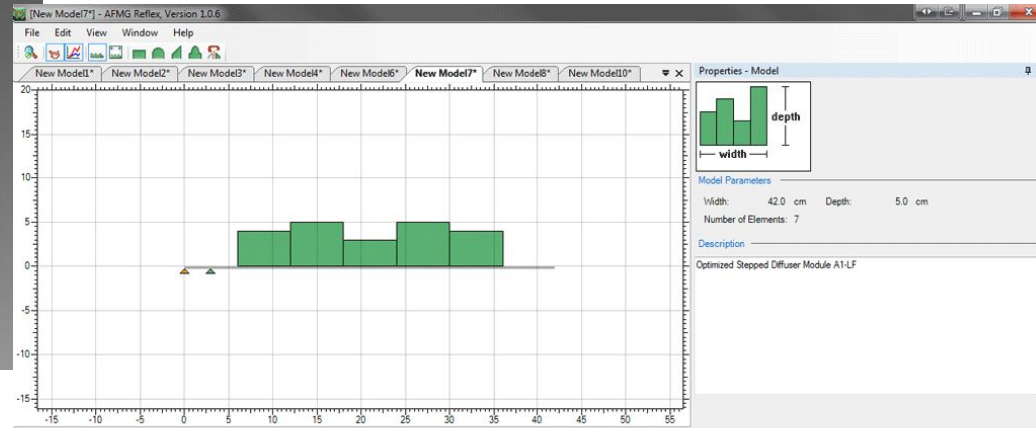 [New Model7*] - AFMG Reflex, Version 1.0.6
File Edit View Window Help
New Model1* New Model2* New Model3* New Model4* New Model6* New Model7* New Model8* New Model10*
Properties - Model
depth
width
Model Parameters
Width: 42.0 cm Depth: 5.0 cm
Number of Elements: 7
Description
Optimized Stepped Diffuser Module A1-LF
20
15
10
5
0
-5
-10
-15
-15 -10 -5 0 5 10 15 20 25 30 35 40 45 50 55